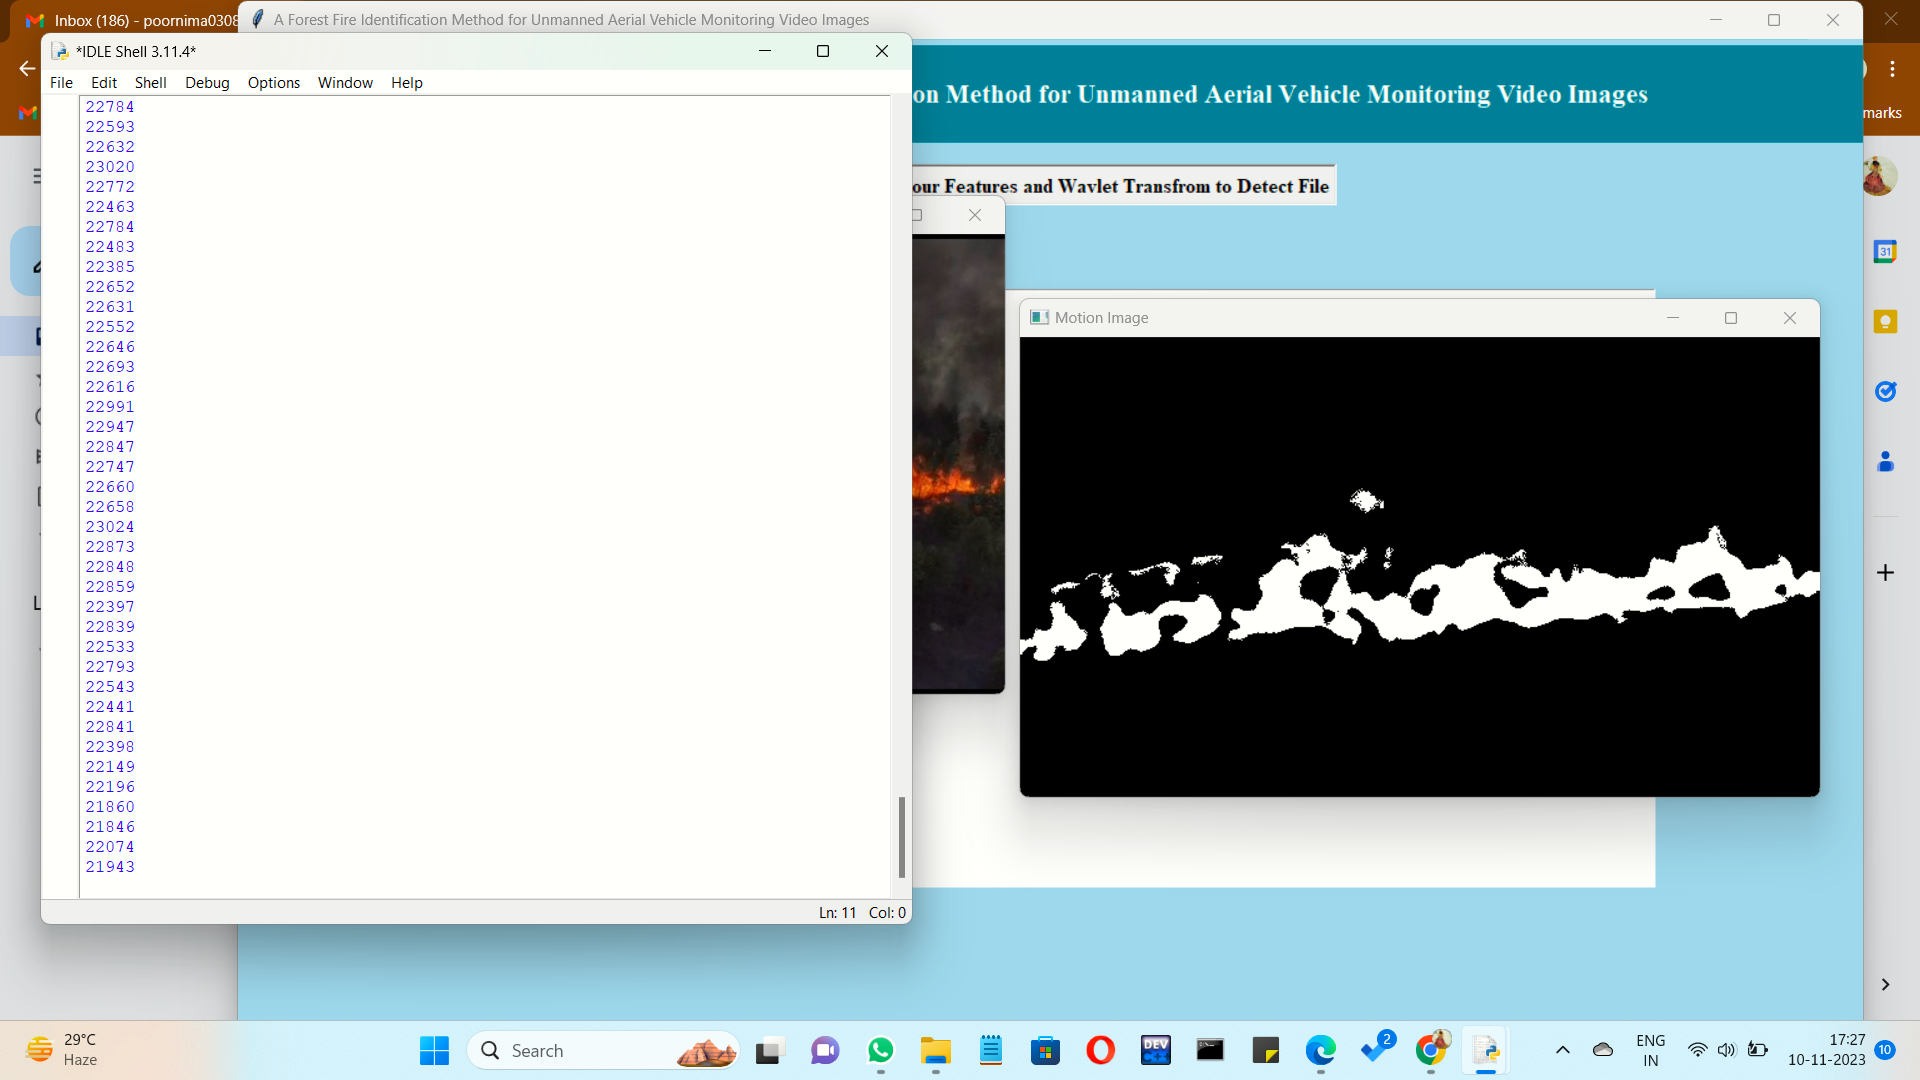 Inbox (186) - poornima0308
A Forest Fire Identification Method for Unmanned Aerial Vehicle Monitoring Video Images
*IDLE Shell 3.11.4*
File Edit Shell Debug Options Window Help
on Method for Unmanned Aerial Vehicle Monitoring Video Images
marks
our Features and Wavlet Transfrom to Detect File
31
Motion Image
22784
22593
22632
23020
22772
22463
22784
22483
22385
22652
22631
22552
22646
22693
22616
22991
22947
22847
22747
22660
22658
23024
22873
22848
22859
22397
22839
22533
22793
22543
22441
22841
22398
22149
22196
21860
21846
22074
21943
Ln: 11 Col: 0
29°C
Haze
Search
DEV
2
ENG
IN
17:27
10-11-2023
10